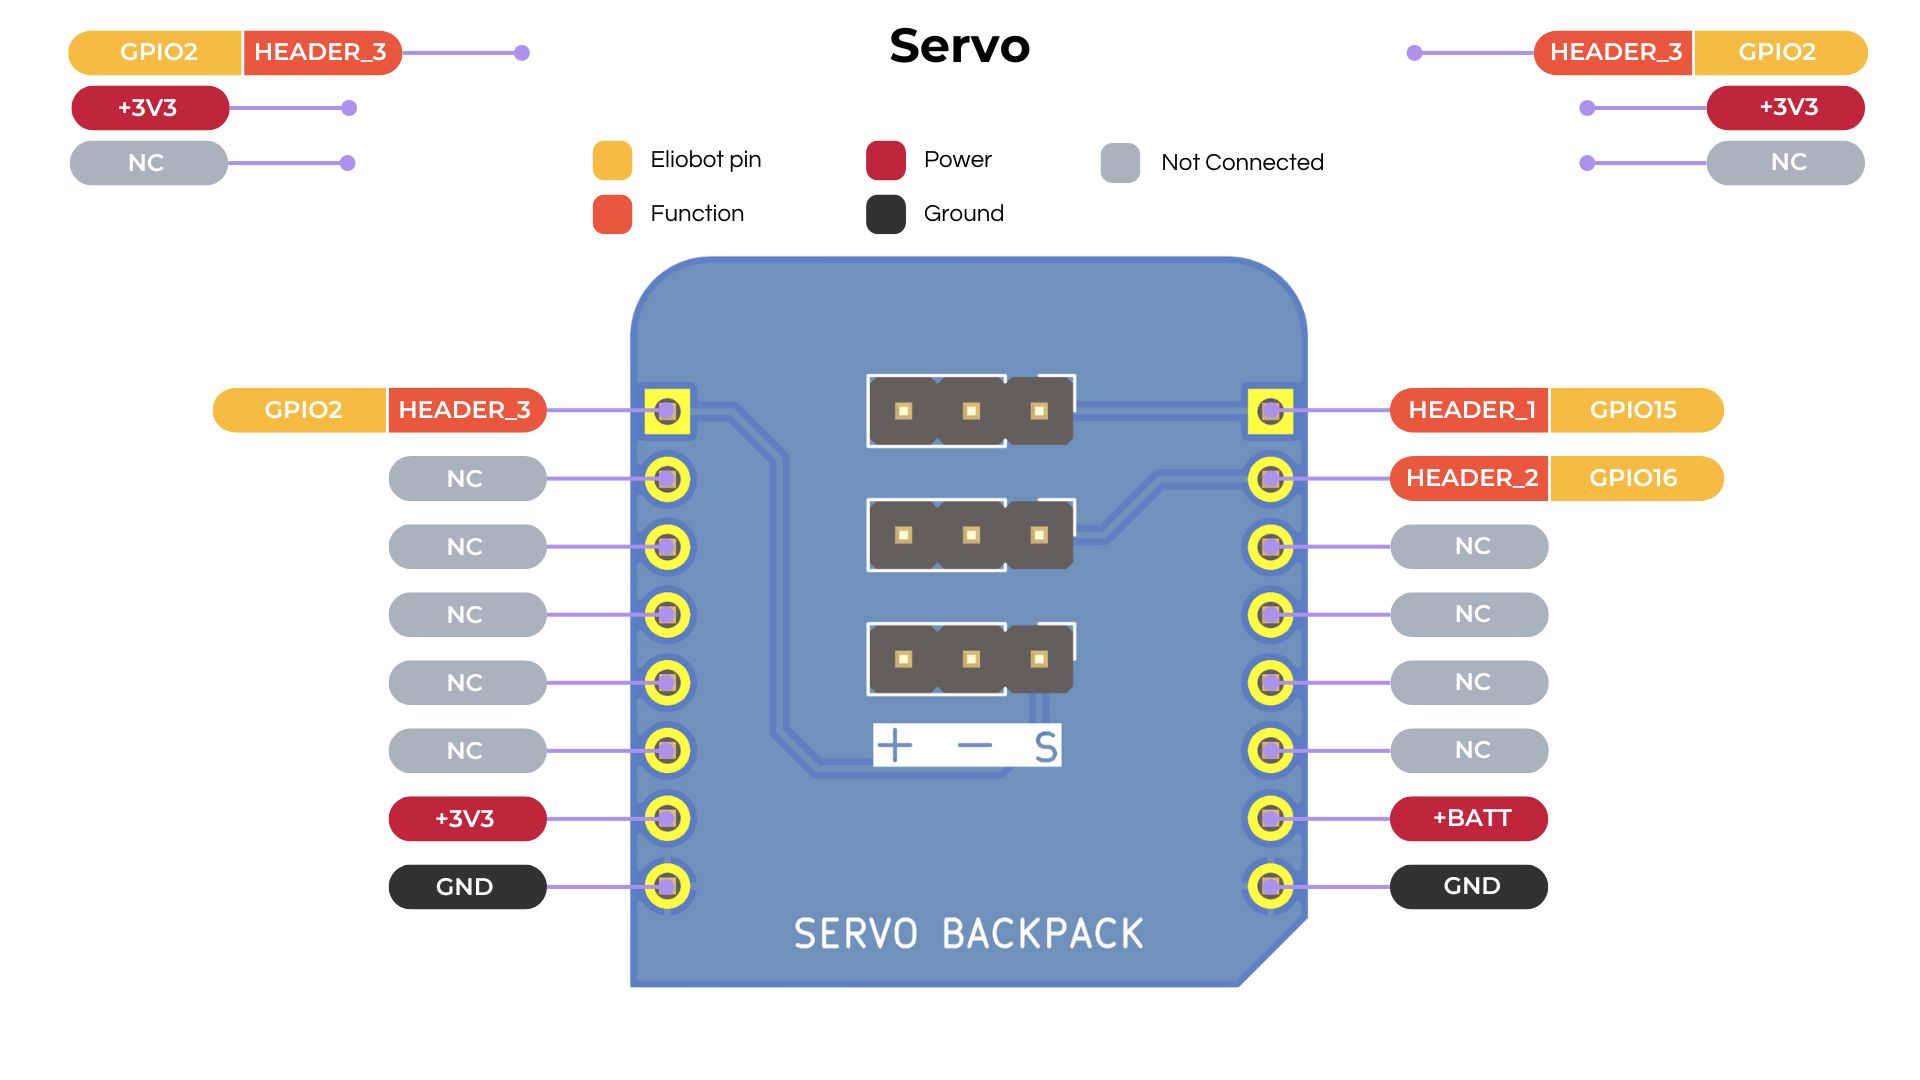 Servo
GPIO2 HEADER_3
+3V3
NC
HEADER_3 GPIO2
+3V3
NC
Eliobot pin
Power
Not Connected
Function
Ground
GPIO2 HEADER_3
NC
NC
NC
NC
NC
+3V3
GND
HEADER_1 GPIO15
HEADER_2 GPIO16
NC
NC
NC
NC
+BATT
GND
+ − S
SERVO BACKPACK